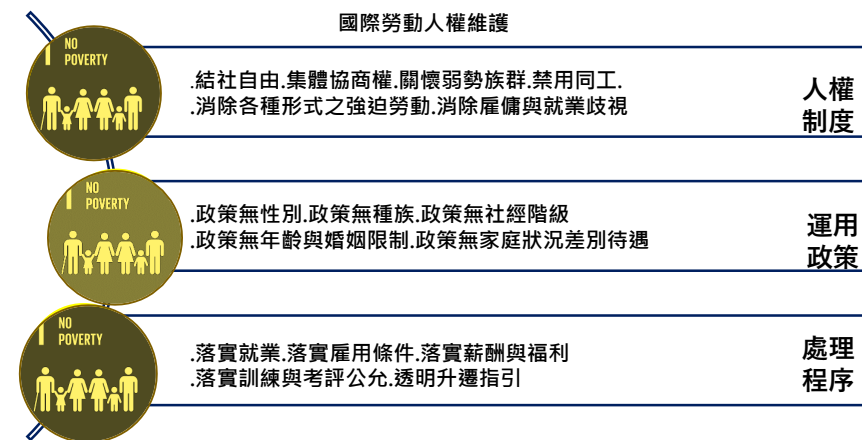 國際勞動人權維護
1 NO
POVERTY
.結社自由.集體協商權.關懷弱勢族群.禁用同工.
.消除各種形式之強迫勞動.消除雇傭與就業歧視
人權
制度
1 NO
POVERTY
.政策無性別.政策無種族.政策無社經階級
.政策無年齡與婚姻限制.政策無家庭狀況差別待遇
運用
政策
1 NO
POVERTY
.落實就業.落實雇用條件.落實薪酬與福利
.落實訓練與考評公允.透明升遷指引
處理
程序